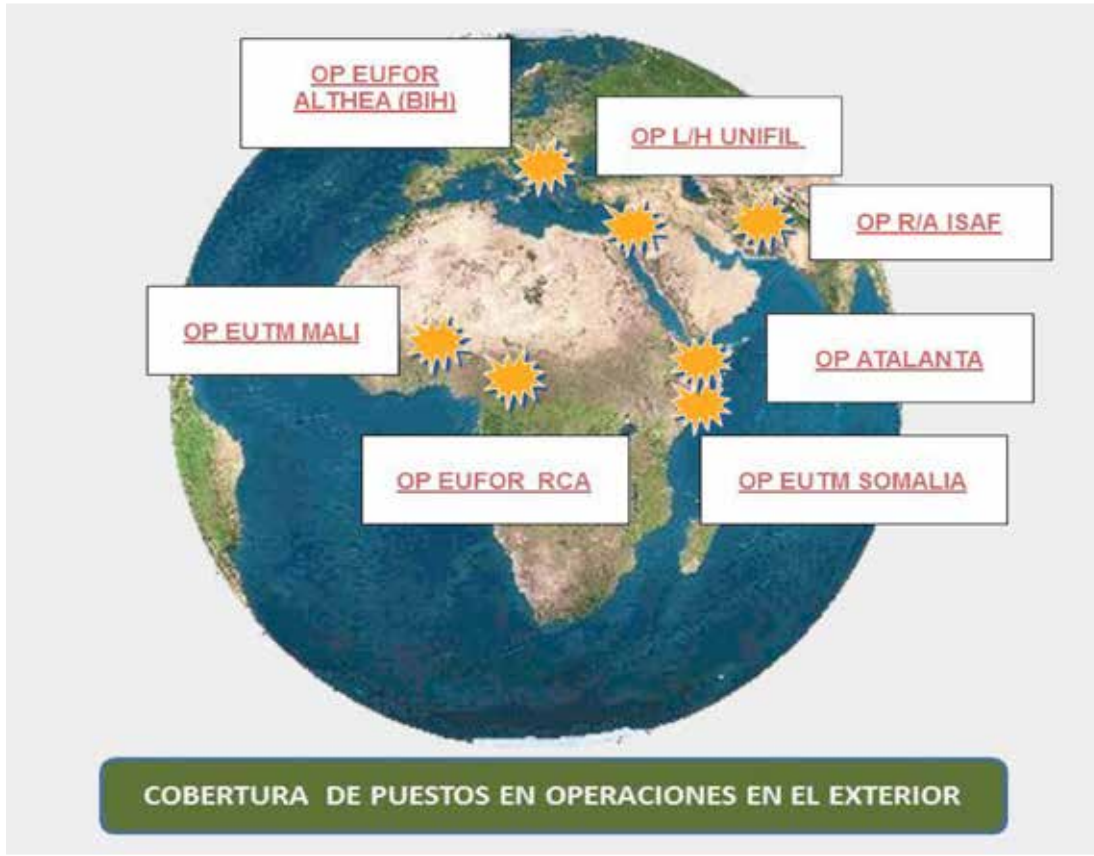 OP EUFOR
ALTHEA (BIH)
OP L/H UNIFIL
OP R/A ISAF
OP EUTM MALI
OP ATALANTA
OP EUFOR RCA
OP EUTM SOMALIA
COBERTURA DE PUESTOS EN OPERACIONES EN EL EXTERIOR